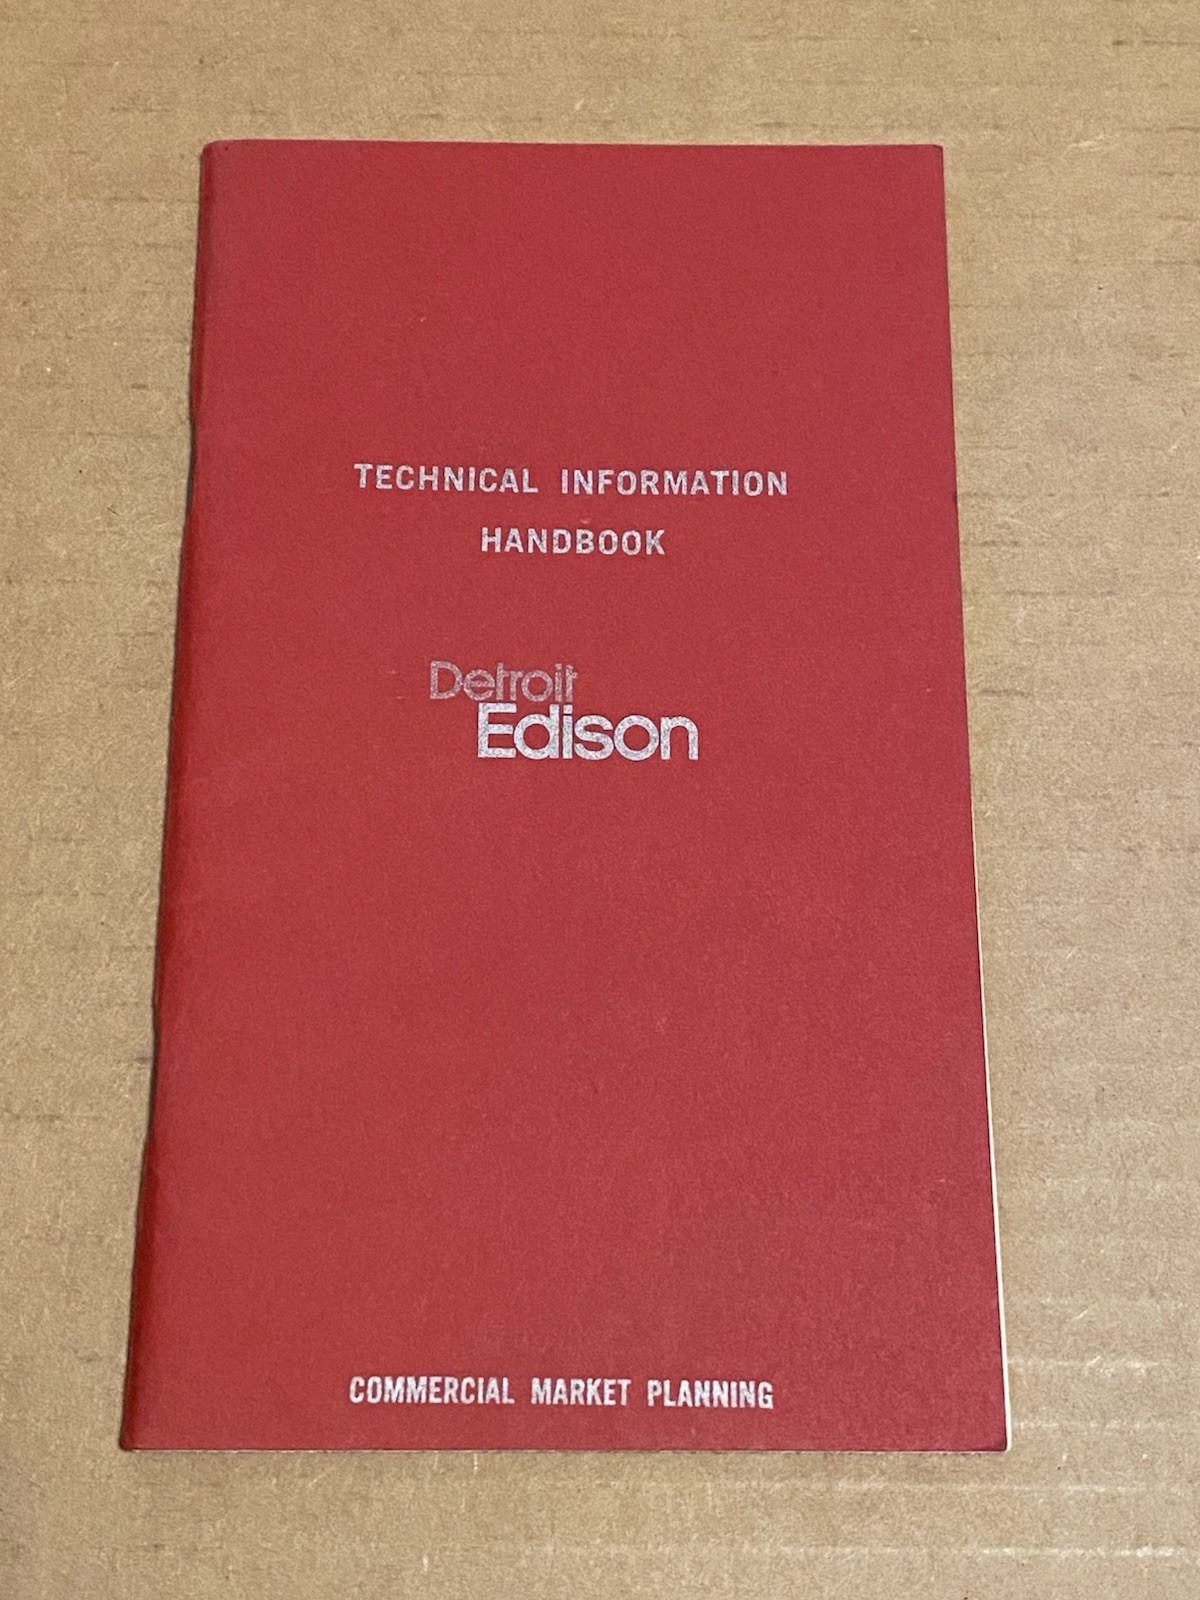 TECHNICAL INFORMATION
HANDBOOK
Detroit
Edison
COMMERCIAL MARKET PLANNING